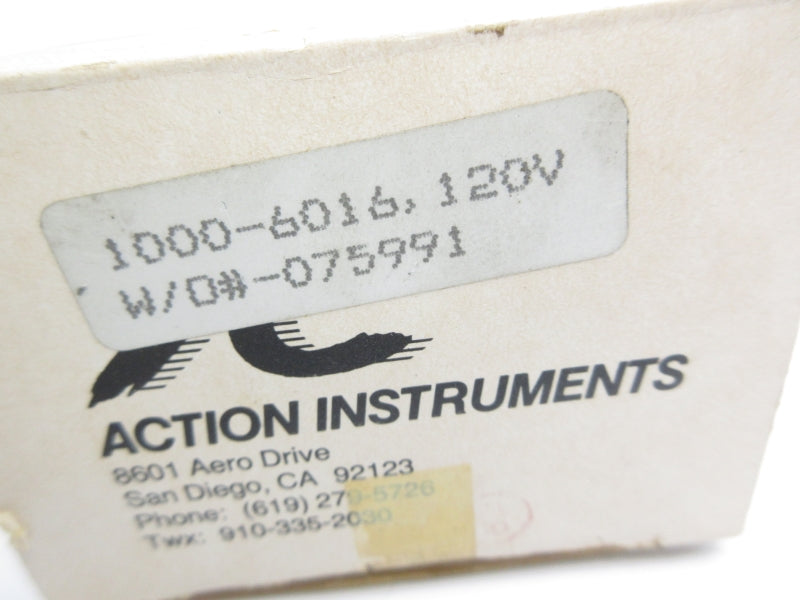 1000-6016, 120V
W/O#-075991
ACTION INSTRUMENTS
8601 Aero Drive
San Diego, CA 92123
Phone: (619) 279-5726
Twx: 910-335-2030